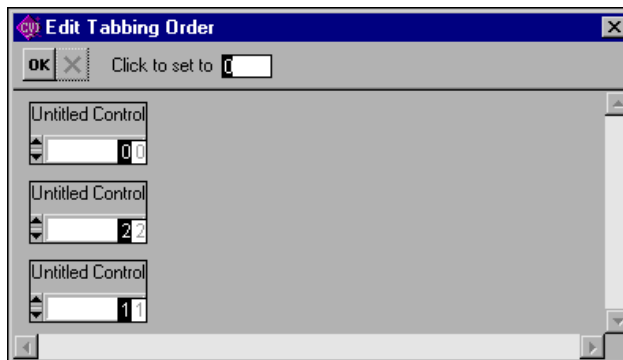 CVI Edit Tabbing Order
OK Click to set to 0
Untitled Control
0 0
Untitled Control
2 2
Untitled Control
1 1